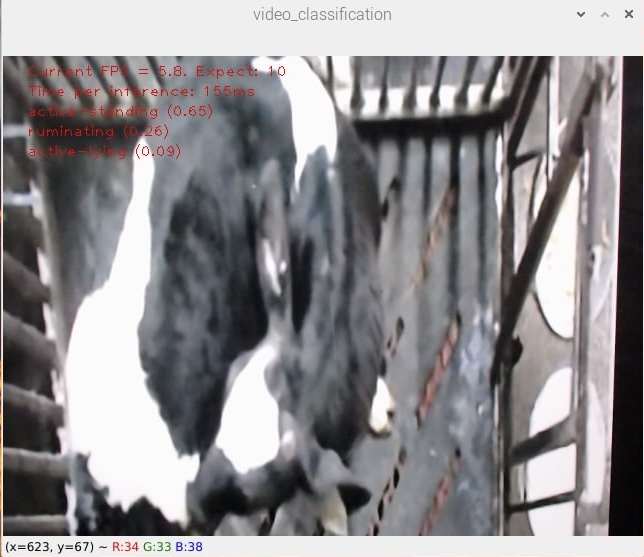 video_classification
Current FPS = 5.8. Expect: 10
Time per inference: 155ms
active-standing (0.65)
ruminating (0.26)
active-lying (0.09)
(x=623, y=67) ~ R:34 G:33 B:38